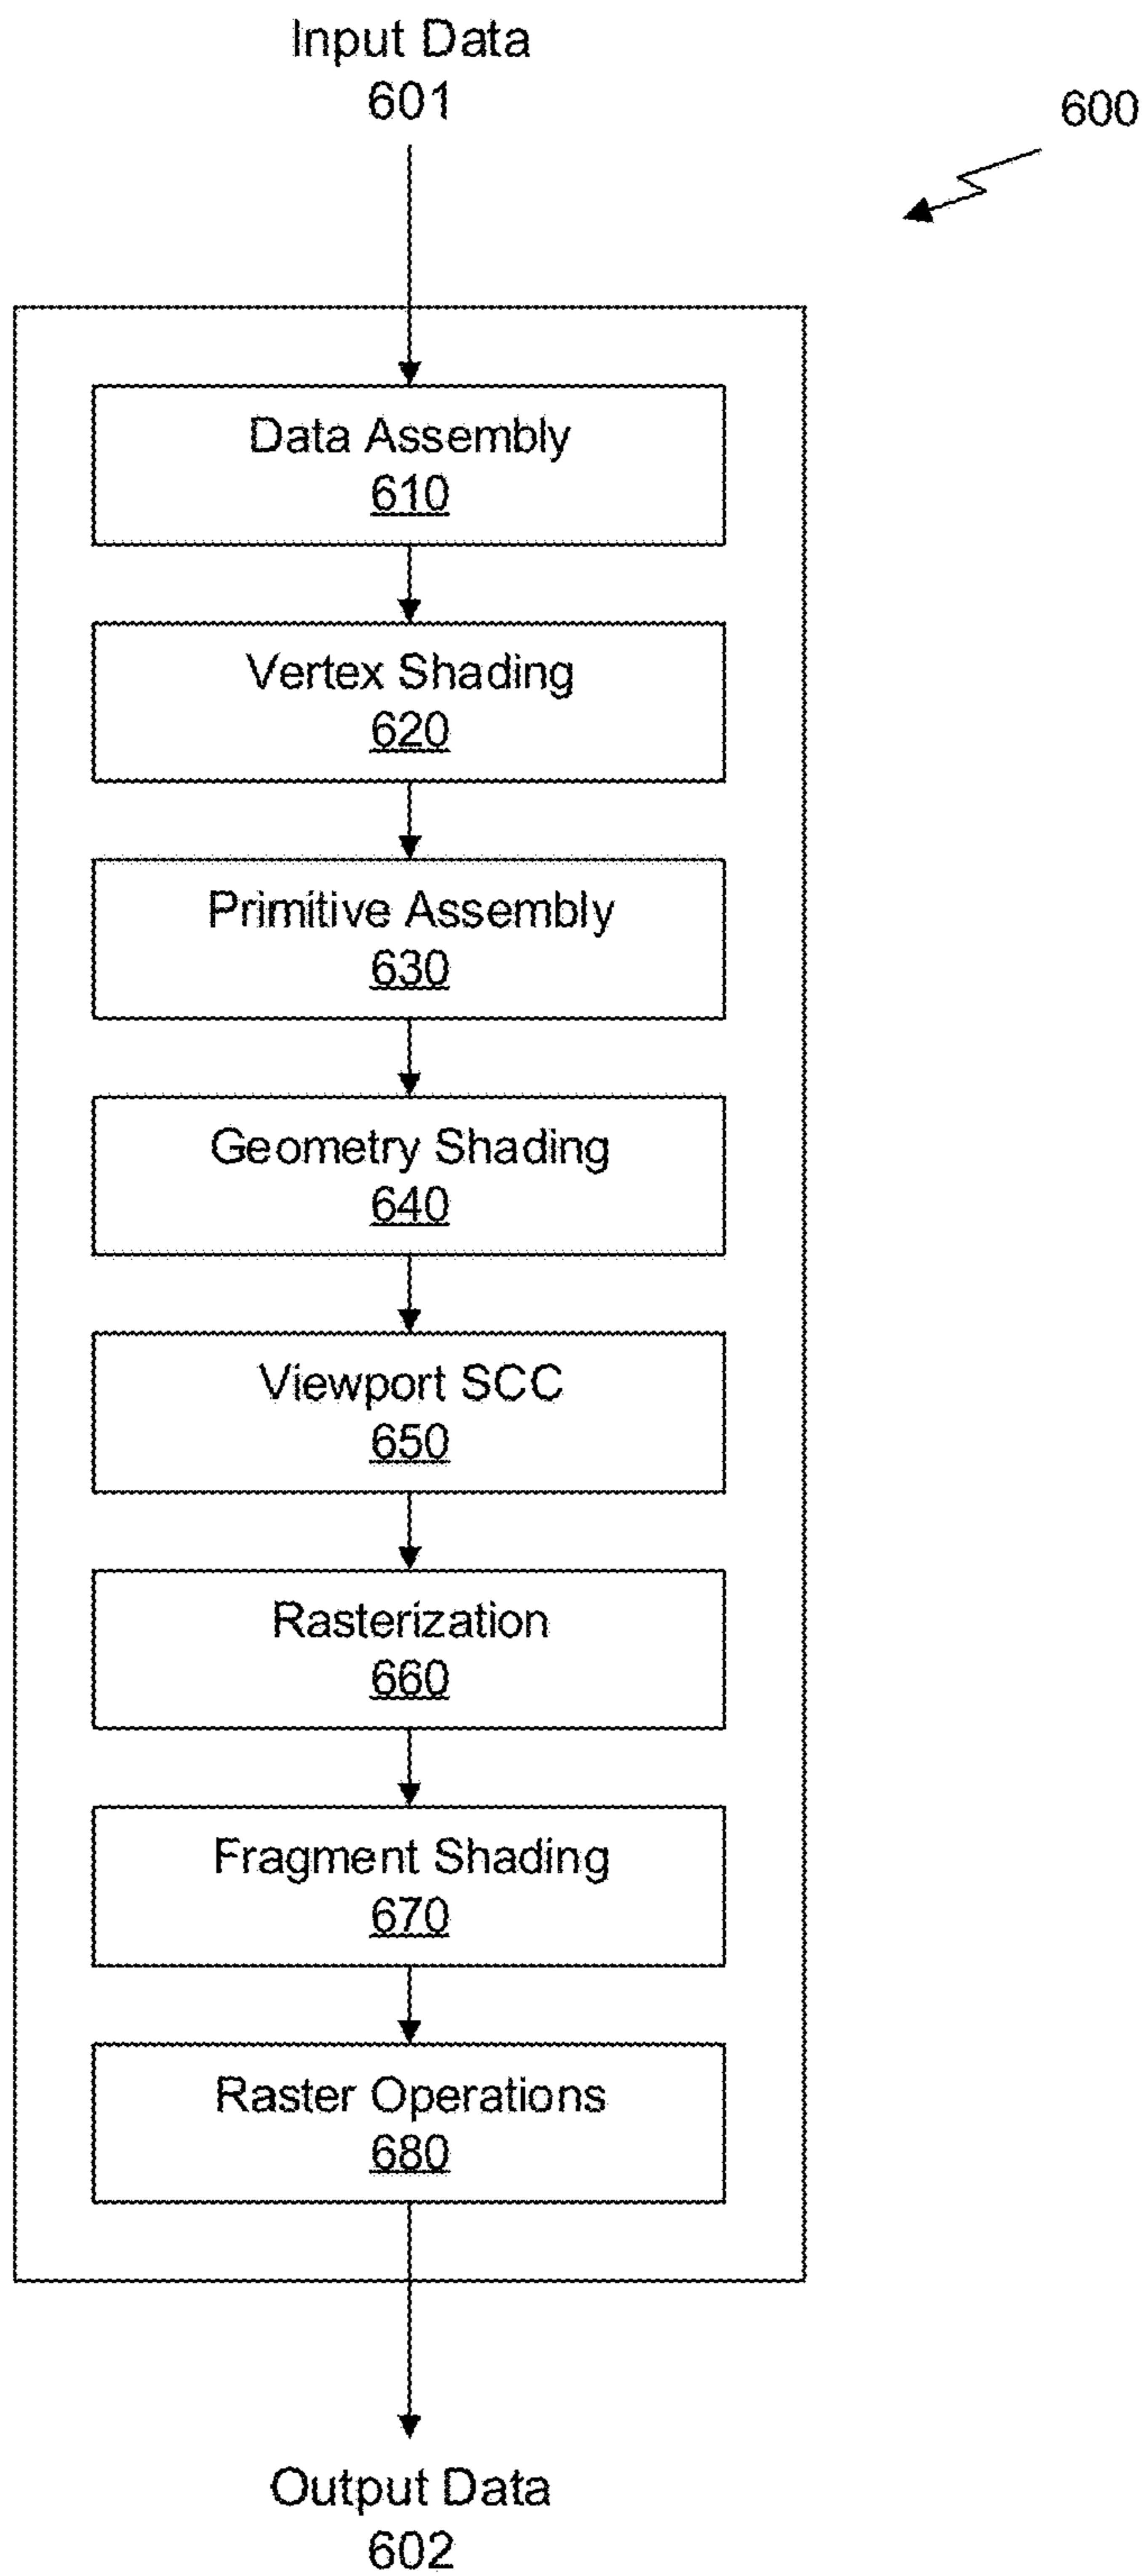 Input Data
601
600
Data Assembly
610
Vertex Shading
620
Primitive Assembly
630
Geometry Shading
640
Viewport SCC
650
Rasterization
660
Fragment Shading
670
Raster Operations
680
Output Data
602